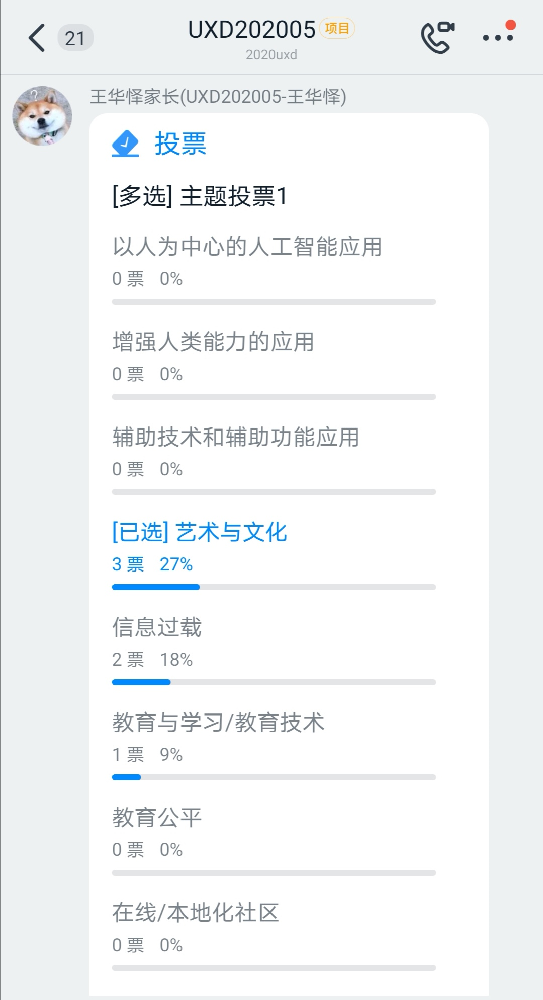 21
UXD202005 项目
2020uxd
王华怿家长(UXD202005-王华怿)
投票
[多选] 主题投票1
以人为中心的人工智能应用
0 票 0%
增强人类能力的应用
0 票 0%
辅助技术和辅助功能应用
0 票 0%
[已选] 艺术与文化
3 票 27%
信息过载
2 票 18%
教育与学习/教育技术
1 票 9%
教育公平
0 票 0%
在线/本地化社区
0 票 0%